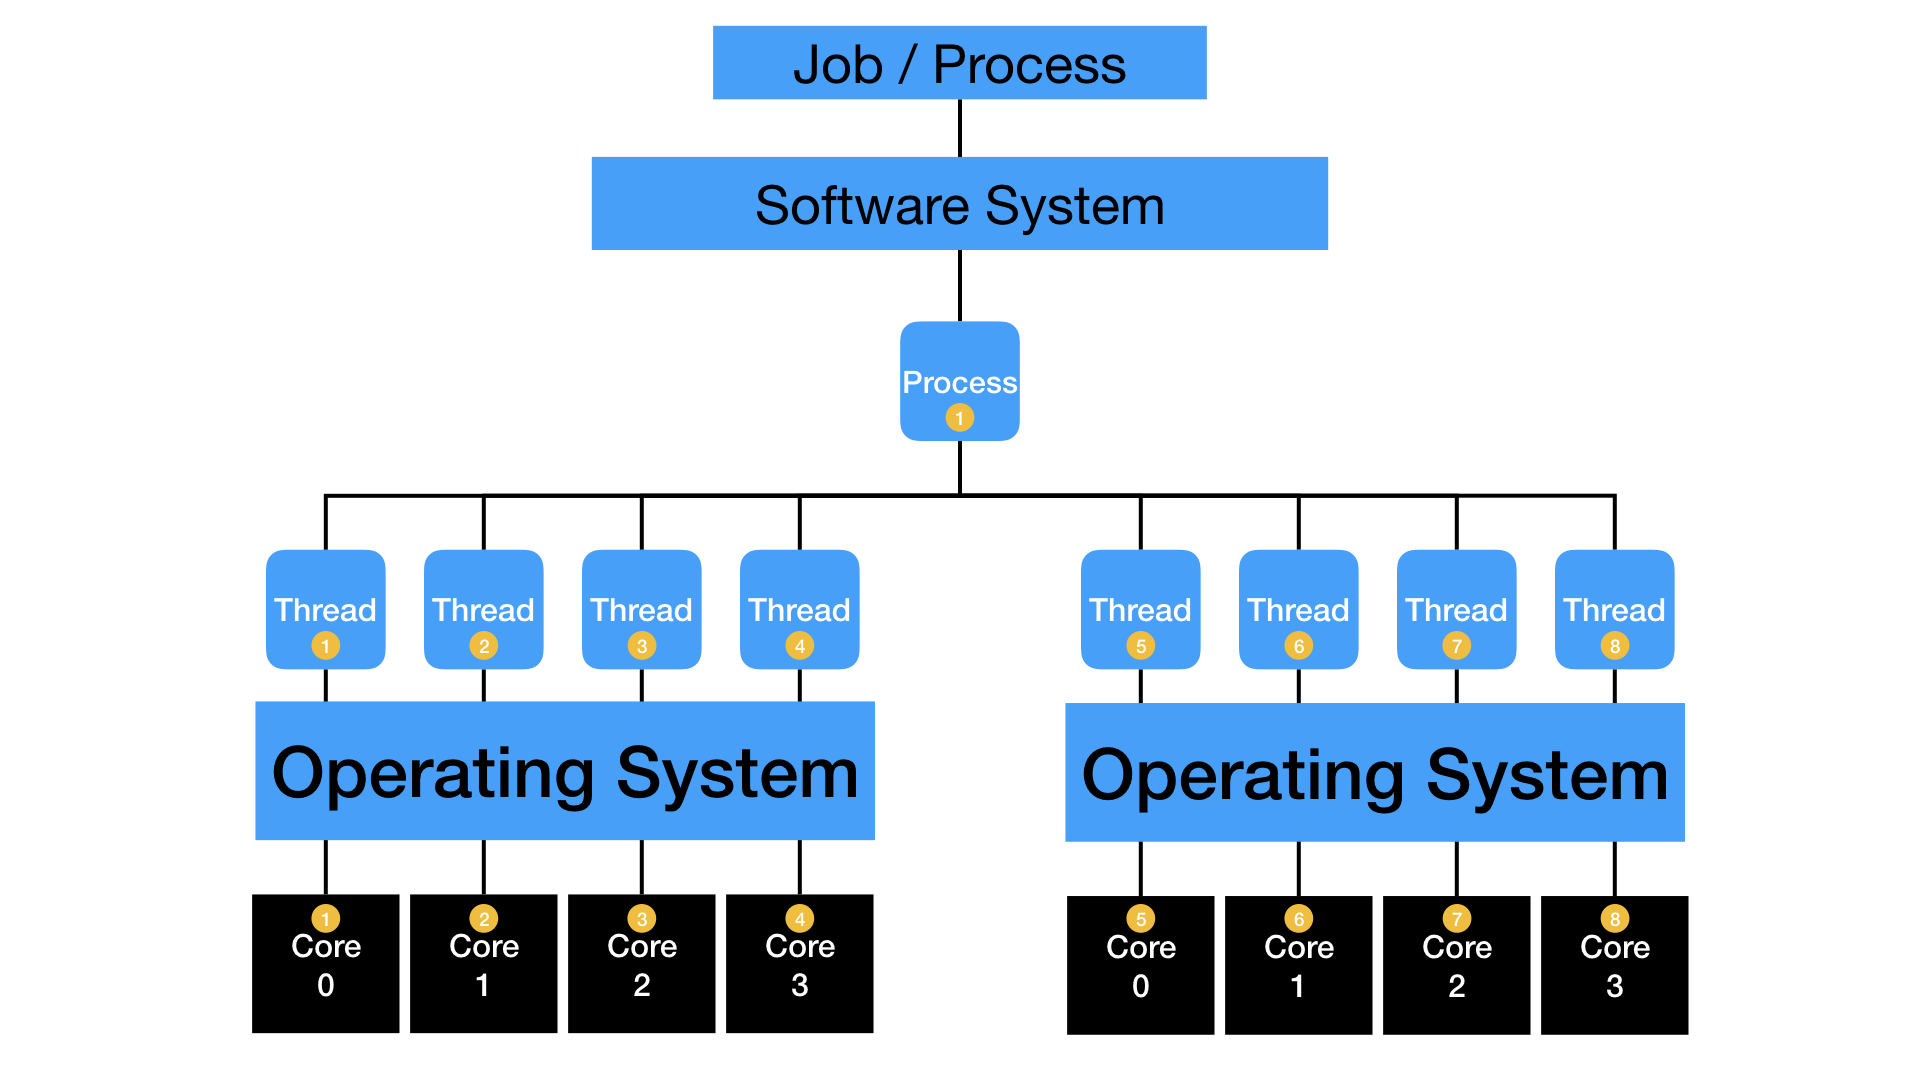 Job / Process
Software System
Process
1
Thread Thread Thread Thread Thread Thread Thread Thread
1 2 3 4 5 6 7 8
Operating System Operating System
1 2 3 4 5 6 7 8
Core Core Core Core Core Core Core Core
0 1 2 3 0 1 2 3